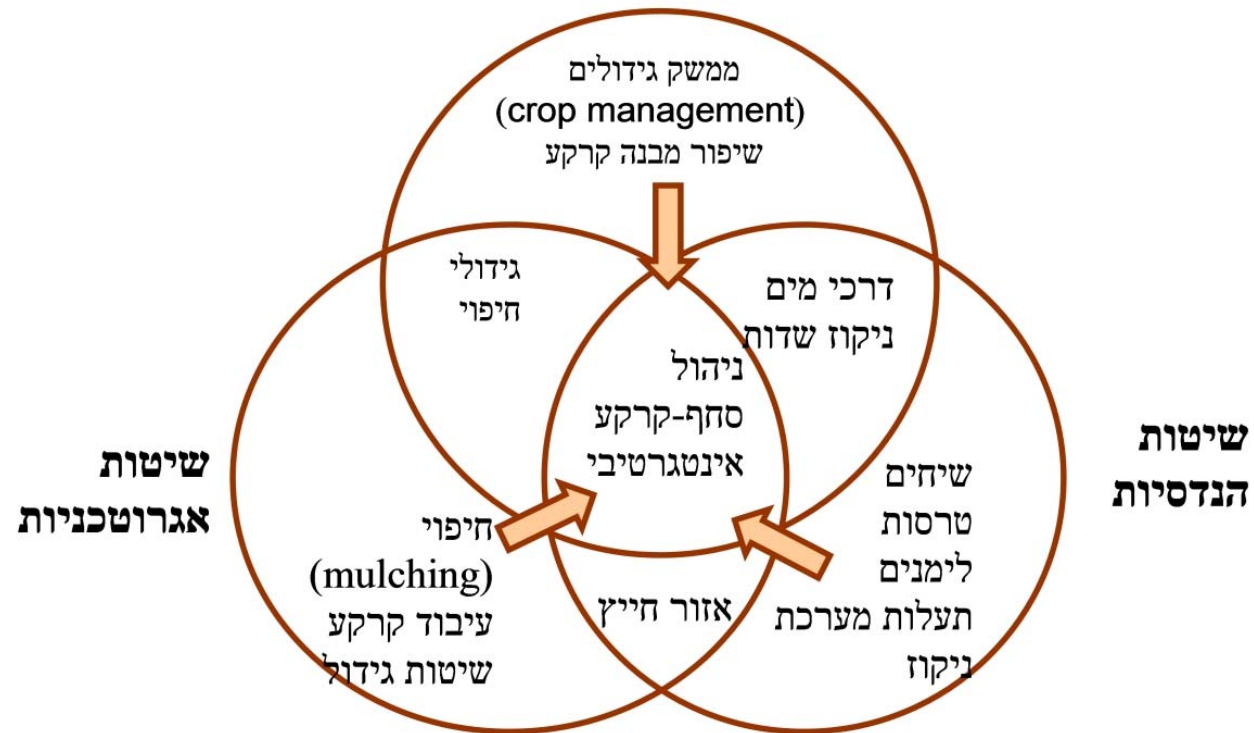 ממשק גידולים
(crop management)
שיפור מבנה קרקע
גידולי
חיפוי
דרכי מים
ניקוז שדות
ניהול
סחף-קרקע
אינטגרטיבי
שיטות
הנדסיות
שיטות
אגרוטכניות
שיחים
טרסות
לימנים
תעלות מערכת
ניקוז
חיפוי
(mulching)
עיבוד קרקע
שיטות גידול
אזור חייץ